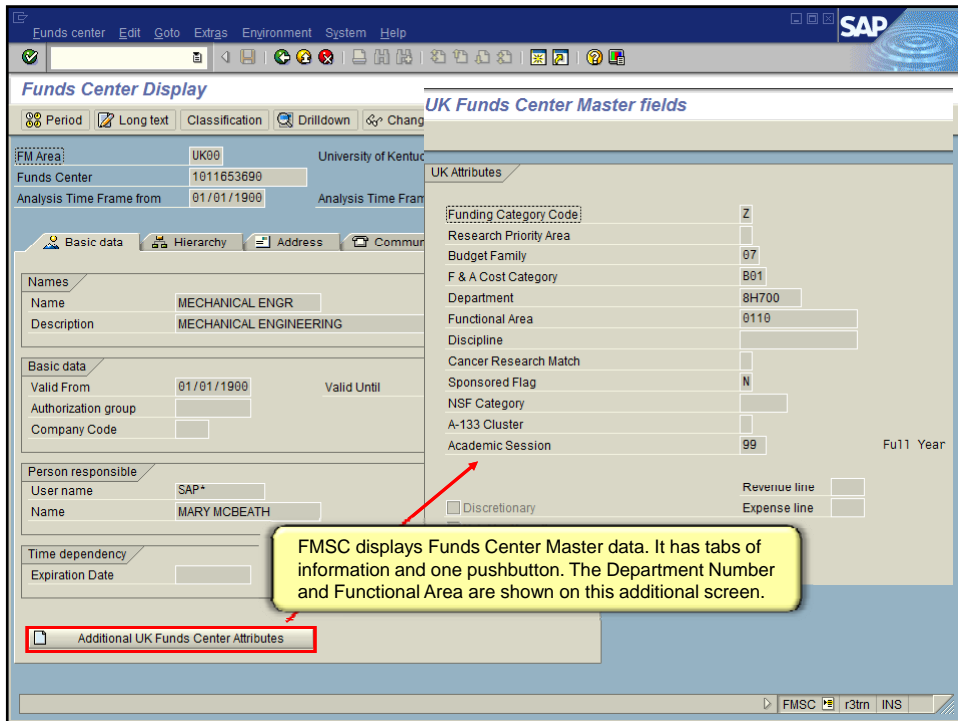 Funds center Edit Goto Extras Environment System Help
SAP
Funds Center Display
Period Long text Classification Drilldown Chang
FM Area UK00 University of Kentuc
Funds Center 1011653690
Analysis Time Frame from 01/01/1900 Analysis Time Fram
Basic data Hierarchy Address Commun
Names
Name MECHANICAL ENGR
Description MECHANICAL ENGINEERING
Basic data
Valid From 01/01/1900 Valid Until
Authorization group
Company Code
Person responsible
User name SAP*
Name MARY MCBEATH
Time dependency
Expiration Date
Additional UK Funds Center Attributes
UK Funds Center Master fields
UK Attributes
Funding Category Code Z
Research Priority Area
Budget Family 07
F & A Cost Category B01
Department 8H700
Functional Area 0110
Discipline
Cancer Research Match
Sponsored Flag N
NSF Category
A-133 Cluster
Academic Session 99 Full Year
Revenue line
Discretionary Expense line
FMSC displays Funds Center Master data. It has tabs of
information and one pushbutton. The Department Number
and Functional Area are shown on this additional screen.
FMSC r3trn INS